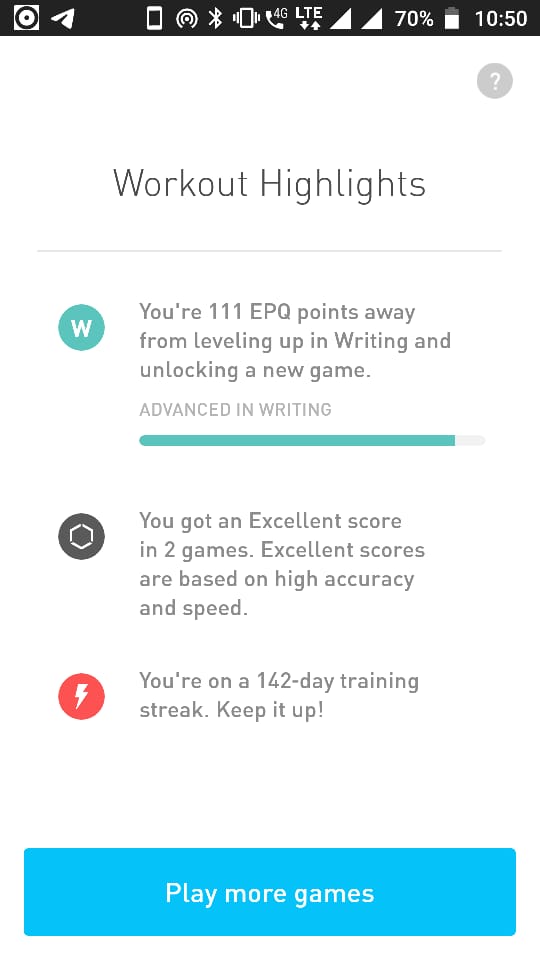 4G LTE 70% 10:50
?
Workout Highlights
W
You're 111 EPQ points away
from leveling up in Writing and
unlocking a new game.
ADVANCED IN WRITING
You got an Excellent score
in 2 games. Excellent scores
are based on high accuracy
and speed.
You're on a 142-day training
streak. Keep it up!
Play more games